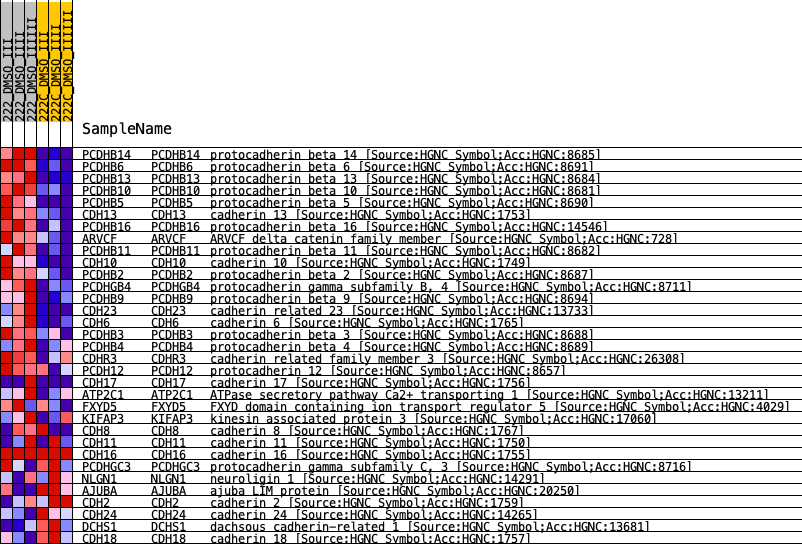 222_DMSO_III
222_DMSO_IIII
222_DMSO_IIIIII
222C_DMSO_III
222C_DMSO_IIII
222C_DMSO_IIIIII
SampleName
PCDHB14 PCDHB14 protocadherin beta 14 [Source:HGNC Symbol;Acc:HGNC:8685]
PCDHB6 PCDHB6 protocadherin beta 6 [Source:HGNC Symbol;Acc:HGNC:8691]
PCDHB13 PCDHB13 protocadherin beta 13 [Source:HGNC Symbol;Acc:HGNC:8684]
PCDHB10 PCDHB10 protocadherin beta 10 [Source:HGNC Symbol;Acc:HGNC:8681]
PCDHB5 PCDHB5 protocadherin beta 5 [Source:HGNC Symbol;Acc:HGNC:8690]
CDH13 CDH13 cadherin 13 [Source:HGNC Symbol;Acc:HGNC:1753]
PCDHB16 PCDHB16 protocadherin beta 16 [Source:HGNC Symbol;Acc:HGNC:14546]
ARVCF ARVCF ARVCF delta catenin family member [Source:HGNC Symbol;Acc:HGNC:728]
PCDHB11 PCDHB11 protocadherin beta 11 [Source:HGNC Symbol;Acc:HGNC:8682]
CDH10 CDH10 cadherin 10 [Source:HGNC Symbol;Acc:HGNC:1749]
PCDHB2 PCDHB2 protocadherin beta 2 [Source:HGNC Symbol;Acc:HGNC:8687]
PCDHGB4 PCDHGB4 protocadherin gamma subfamily B, 4 [Source:HGNC Symbol;Acc:HGNC:8711]
PCDHB9 PCDHB9 protocadherin beta 9 [Source:HGNC Symbol;Acc:HGNC:8694]
CDH23 CDH23 cadherin related 23 [Source:HGNC Symbol;Acc:HGNC:13733]
CDH6 CDH6 cadherin 6 [Source:HGNC Symbol;Acc:HGNC:1765]
PCDHB3 PCDHB3 protocadherin beta 3 [Source:HGNC Symbol;Acc:HGNC:8688]
PCDHB4 PCDHB4 protocadherin beta 4 [Source:HGNC Symbol;Acc:HGNC:8689]
CDHR3 CDHR3 cadherin related family member 3 [Source:HGNC Symbol;Acc:HGNC:26308]
PCDH12 PCDH12 protocadherin 12 [Source:HGNC Symbol;Acc:HGNC:8657]
CDH17 CDH17 cadherin 17 [Source:HGNC Symbol;Acc:HGNC:1756]
ATP2C1 ATP2C1 ATPase secretory pathway Ca2+ transporting 1 [Source:HGNC Symbol;Acc:HGNC:13211]
FXYD5 FXYD5 FXYD domain containing ion transport regulator 5 [Source:HGNC Symbol;Acc:HGNC:4029]
KIFAP3 KIFAP3 kinesin associated protein 3 [Source:HGNC Symbol;Acc:HGNC:17060]
CDH8 CDH8 cadherin 8 [Source:HGNC Symbol;Acc:HGNC:1767]
CDH11 CDH11 cadherin 11 [Source:HGNC Symbol;Acc:HGNC:1750]
CDH16 CDH16 cadherin 16 [Source:HGNC Symbol;Acc:HGNC:1755]
PCDHGC3 PCDHGC3 protocadherin gamma subfamily C, 3 [Source:HGNC Symbol;Acc:HGNC:8716]
NLGN1 NLGN1 neuroligin 1 [Source:HGNC Symbol;Acc:HGNC:14291]
AJUBA AJUBA ajuba LIM protein [Source:HGNC Symbol;Acc:HGNC:20250]
CDH2 CDH2 cadherin 2 [Source:HGNC Symbol;Acc:HGNC:1759]
CDH24 CDH24 cadherin 24 [Source:HGNC Symbol;Acc:HGNC:14265]
DCHS1 DCHS1 dachsous cadherin-related 1 [Source:HGNC Symbol;Acc:HGNC:13681]
CDH18 CDH18 cadherin 18 [Source:HGNC Symbol;Acc:HGNC:1757]